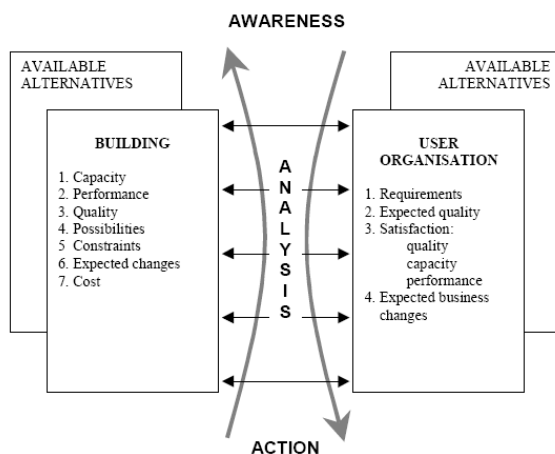 AWARENESS
AVAILABLE
ALTERNATIVES
BUILDING
1. Capacity
2. Performance
3. Quality
4. Possibilities
5 Constraints
6. Expected changes
7. Cost
ANALYSIS
AVAILABLE
ALTERNATIVES
USER
ORGANISATION
1. Requirements
2. Expected quality
3. Satisfaction:
quality
capacity
performance
4. Expected business
changes
ACTION